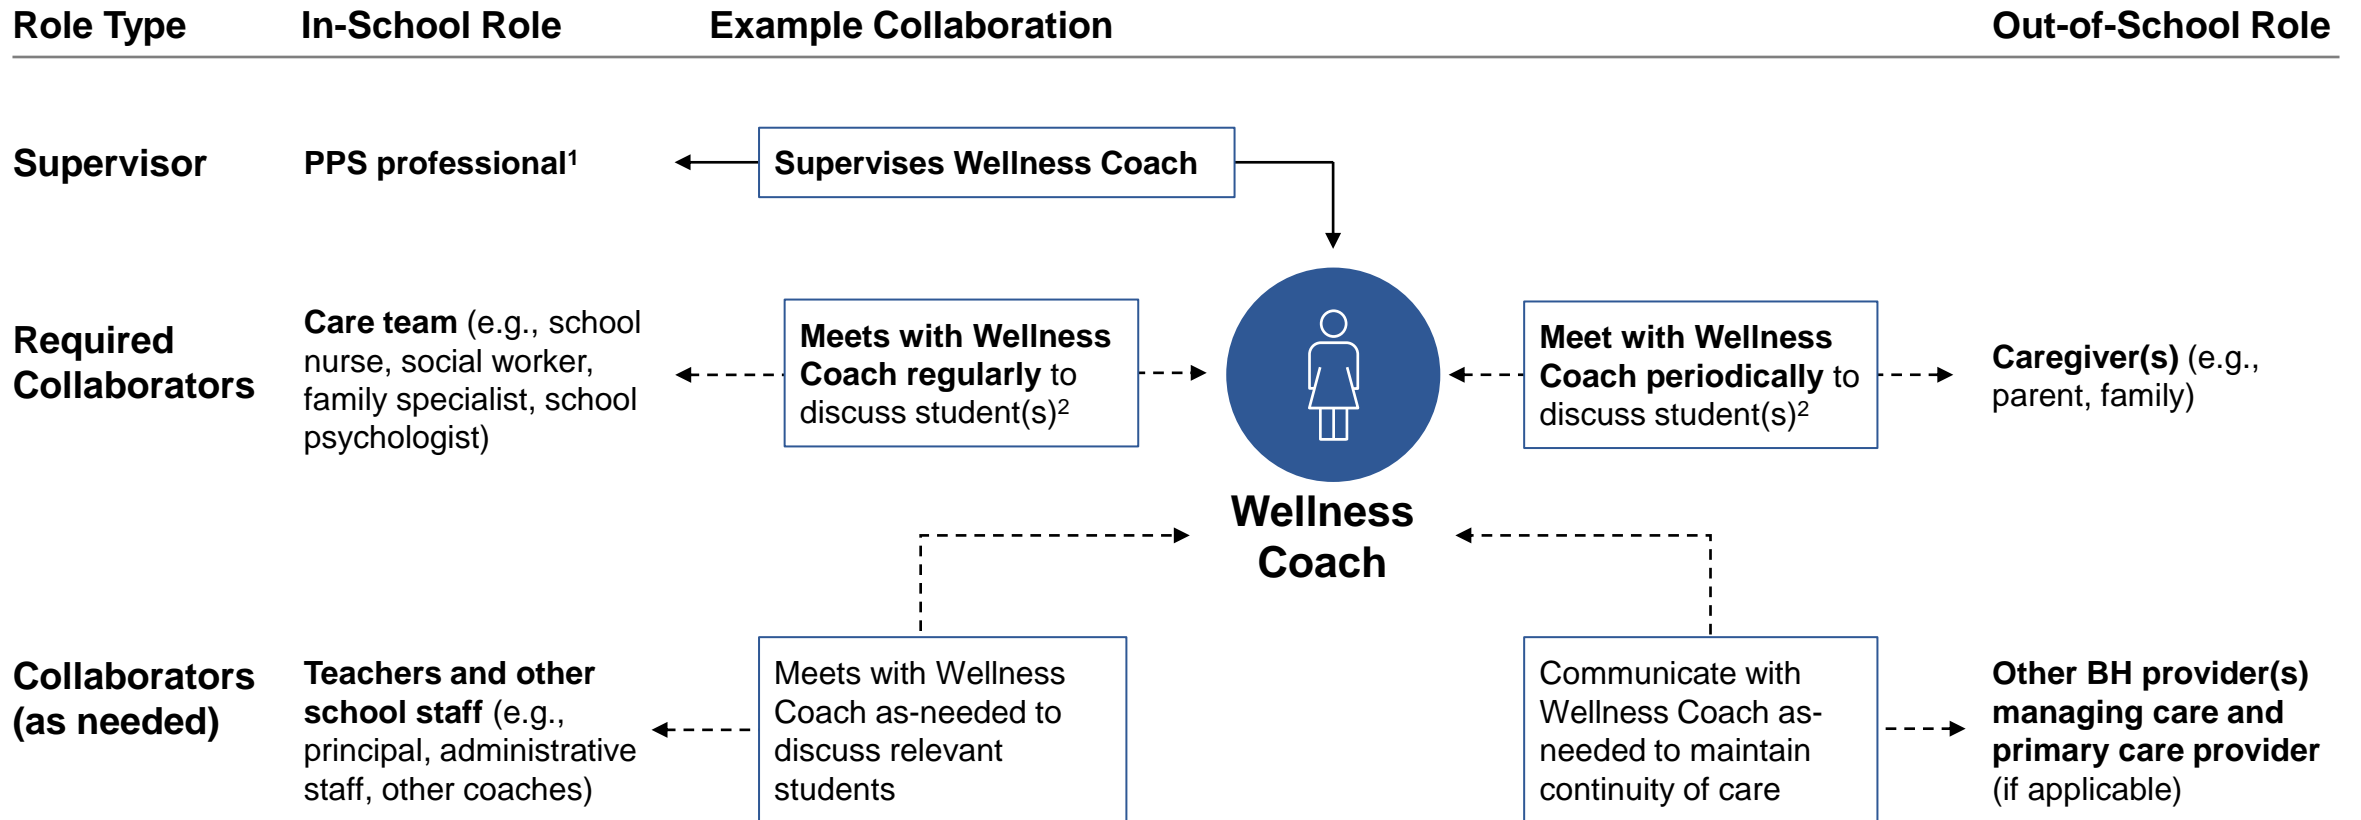 Role Type
In-School Role
Example Collaboration
Out-of-School Role
Supervisor
PPS professional¹
Supervises Wellness Coach
Required
Collaborators
Care team (e.g., school
nurse, social worker,
family specialist, school
psychologist)
Meets with Wellness
Coach regularly to
discuss student(s)²
Meet with Wellness
Coach periodically to
discuss student(s)²
Caregiver(s) (e.g.,
parent, family)
Wellness
Coach
Collaborators
(as needed)
Teachers and other
school staff (e.g.,
principal, administrative
staff, other coaches)
Meets with Wellness
Coach as-needed to
discuss relevant
students
Communicate with
Wellness Coach as-
needed to maintain
continuity of care
Other BH provider(s)
managing care and
primary care provider
(if applicable)